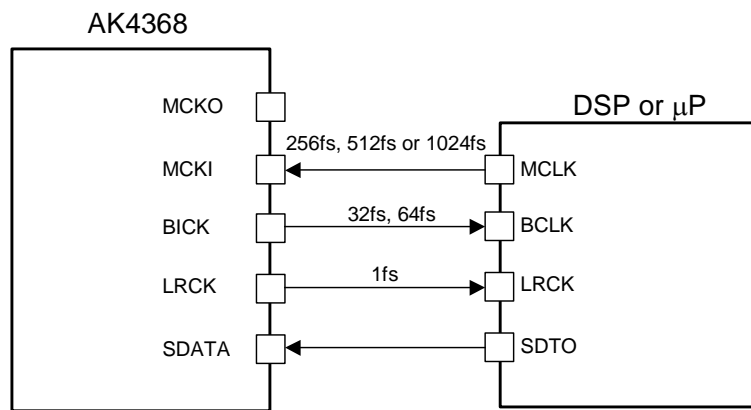 AK4368
DSP or μP
MCKO
256fs, 512fs or 1024fs
MCKI
MCLK
32fs, 64fs
BICK
BCLK
1fs
LRCK
LRCK
SDATA
SDTO